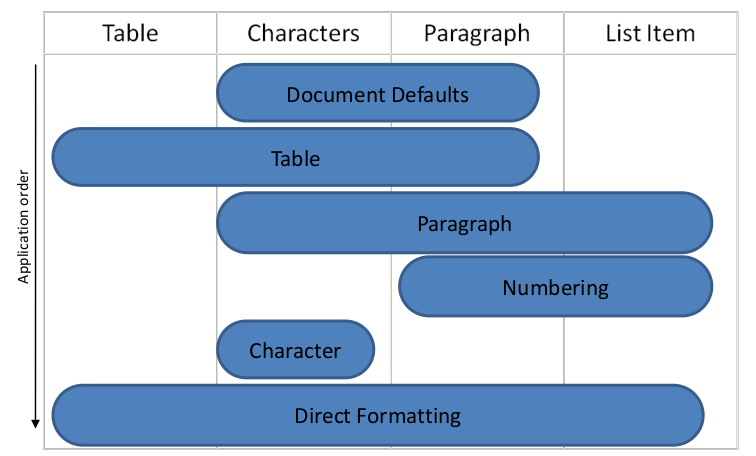 Table Characters Paragraph List Item
Document Defaults
Table
Paragraph
Numbering
Character
Direct Formatting
Application order